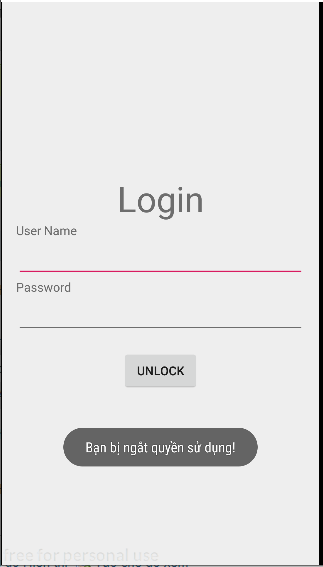 Login
User Name
Password
UNLOCK
Bạn bị ngắt quyền sử dụng!
free for personal use